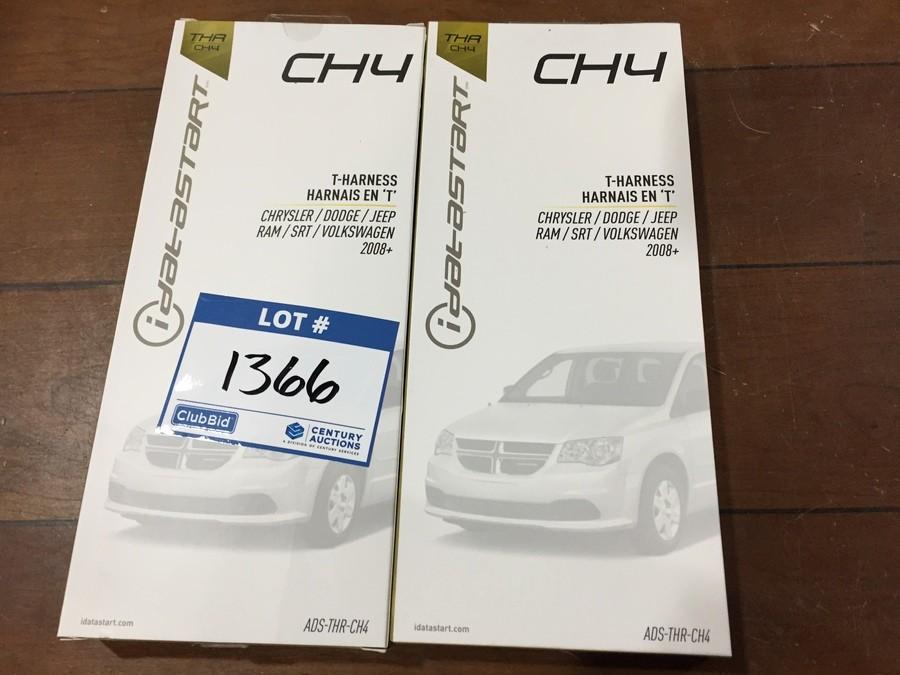 THR
CH4
CH4
idatastart
T-HARNESS
HARNAIS EN 'T'
CHRYSLER / DODGE / JEEP
RAM / SRT / VOLKSWAGEN
2008+
LOT #
1366
ClubBid
CENTURY
AUCTIONS
A DIVISION OF CENTURY SERVICES
idatastart.com
ADS-THR-CH4
THR
CH4
CH4
idatastart
T-HARNESS
HARNAIS EN 'T'
CHRYSLER / DODGE / JEEP
RAM / SRT / VOLKSWAGEN
2008+
idatastart.com
ADS-THR-CH4